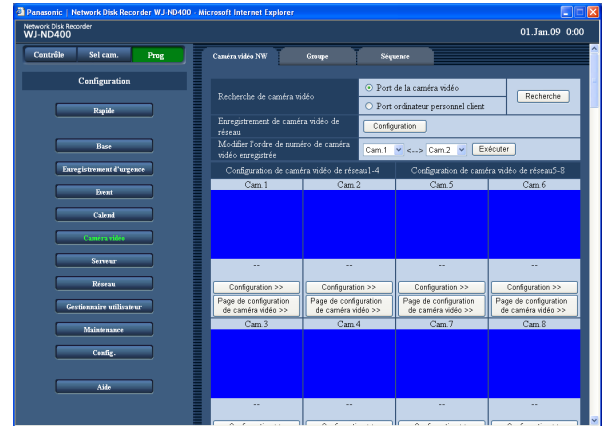 Panasonic | Network Disk Recorder WJ-ND400 - Microsoft Internet Explorer
Network Disk Recorder
WJ-ND400
01.Jan.09 0:00
Contrôle Sel cam. Prog
Configuration
Rapide
Base
Enregistrement d'urgence
Event
Calend
Caméra vidéo
Serveur
Réseau
Gestionnaire utilisateur
Maintenance
Config.
Aide
Caméra vidéo NW Groupe Séquence
Recherche de caméra vidéo
Port de la caméra vidéo
Port ordinateur personnel client
Recherche
Enregistrement de caméra vidéo de
réseau
Configuration
Modifier l'ordre de numéro de caméra
vidéo enregistrée
Cam.1 <--> Cam.2 Exécuter
Configuration de caméra vidéo de réseau1-4 Configuration de caméra vidéo de réseau5-8
Cam.1 Cam.2 Cam.5 Cam.6
-- -- -- --
Configuration >> Configuration >> Configuration >> Configuration >>
Page de configuration Page de configuration Page de configuration Page de configuration
de caméra vidéo >> de caméra vidéo >> de caméra vidéo >> de caméra vidéo >>
Cam.3 Cam.4 Cam.7 Cam.8
-- -- -- --